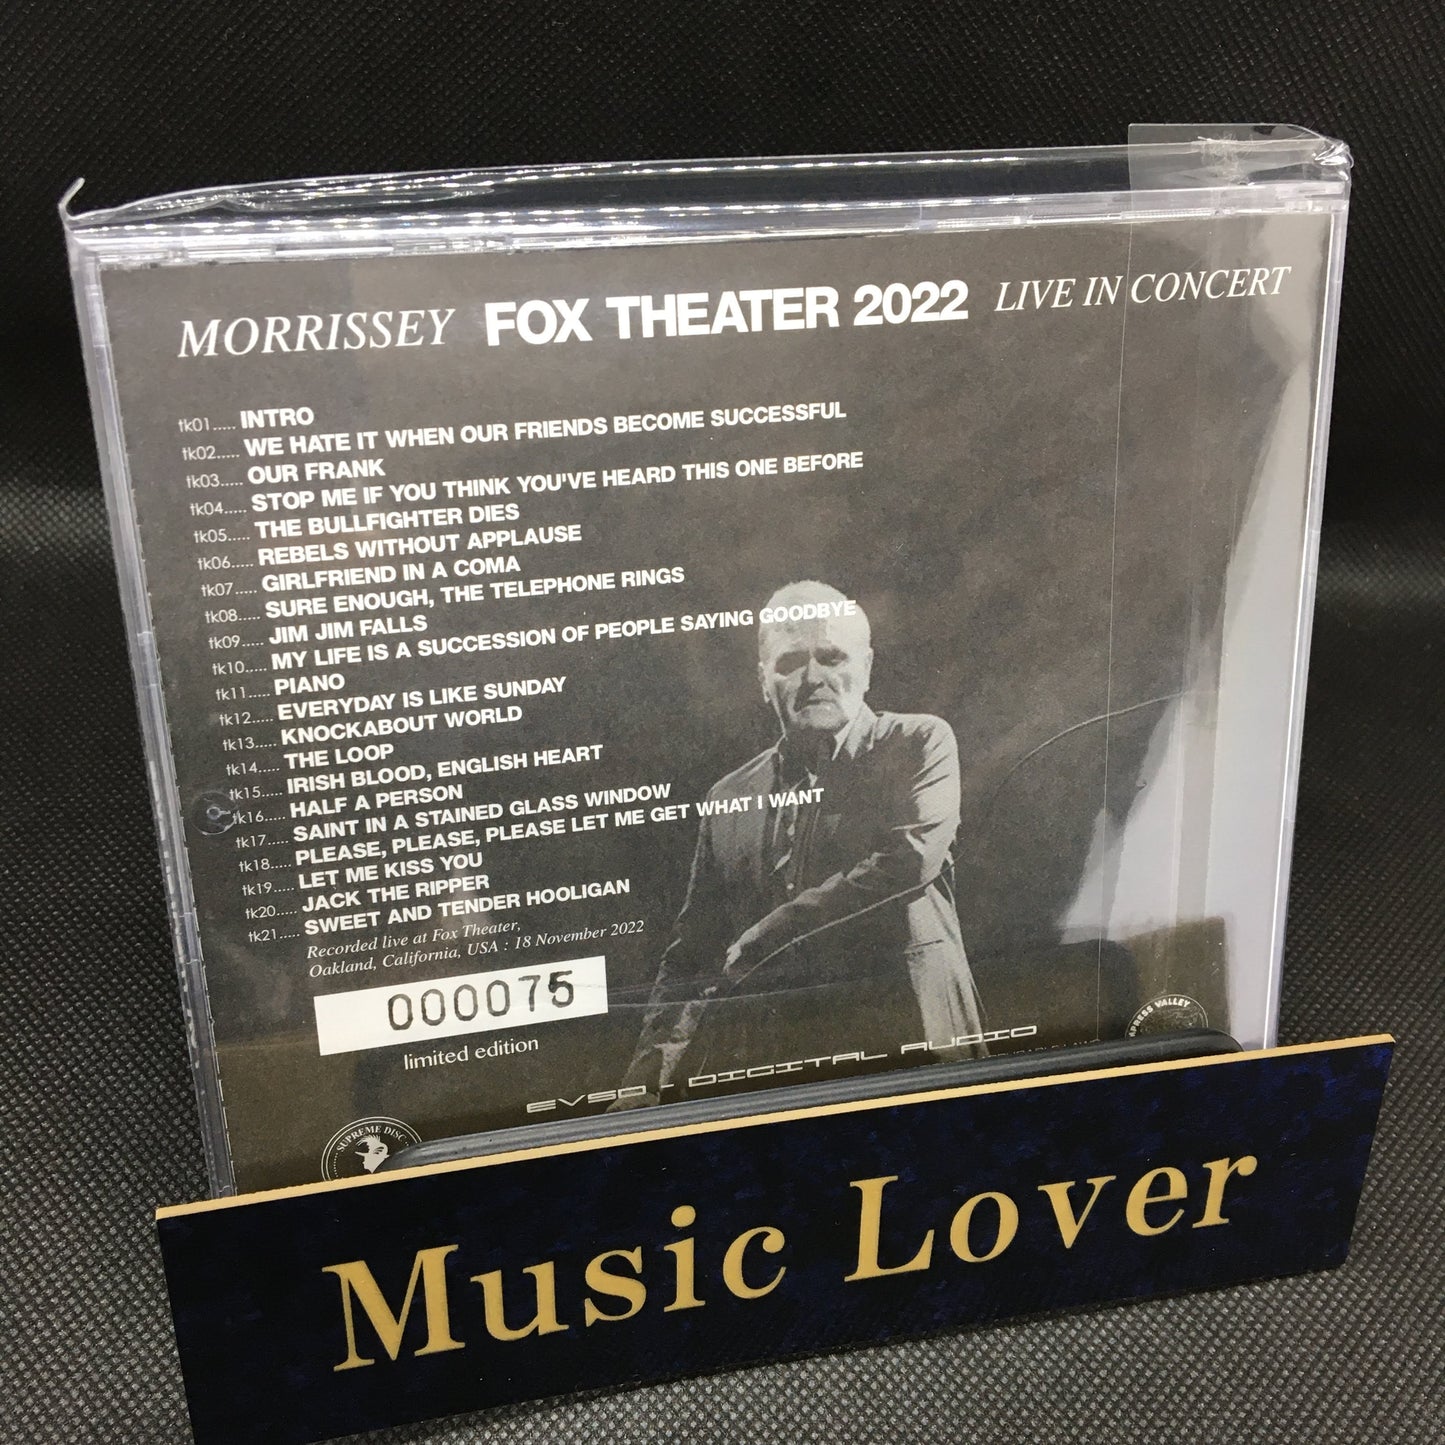 MORRISSEY FOX THEATER 2022 LIVE IN CONCERT
tk01..... INTRO
tk02..... WE HATE IT WHEN OUR FRIENDS BECOME SUCCESSFUL
tk03..... OUR FRANK
tk04..... STOP ME IF YOU THINK YOU'VE HEARD THIS ONE BEFORE
tk05..... THE BULLFIGHTER DIES
tk06..... REBELS WITHOUT APPLAUSE
tk07..... GIRLFRIEND IN A COMA
tk08..... SURE ENOUGH, THE TELEPHONE RINGS
tk09..... JIM JIM FALLS
tk10..... MY LIFE IS A SUCCESSION OF PEOPLE SAYING GOODBYE
tk11..... PIANO
tk12..... EVERYDAY IS LIKE SUNDAY
tk13..... KNOCKABOUT WORLD
tk14..... THE LOOP
tk15..... IRISH BLOOD, ENGLISH HEART
tk16..... HALF A PERSON
tk17..... SAINT IN A STAINED GLASS WINDOW
tk18..... PLEASE, PLEASE, PLEASE LET ME GET WHAT I WANT
tk19..... LET ME KISS YOU
tk20..... JACK THE RIPPER
tk21..... SWEET AND TENDER HOOLIGAN
Recorded live at Fox Theater,
Oakland, California, USA : 18 November 2022
000075
limited edition
EVSD - DIGITAL AUDIO
VALLEY
SUPREME DISC
Music Lover